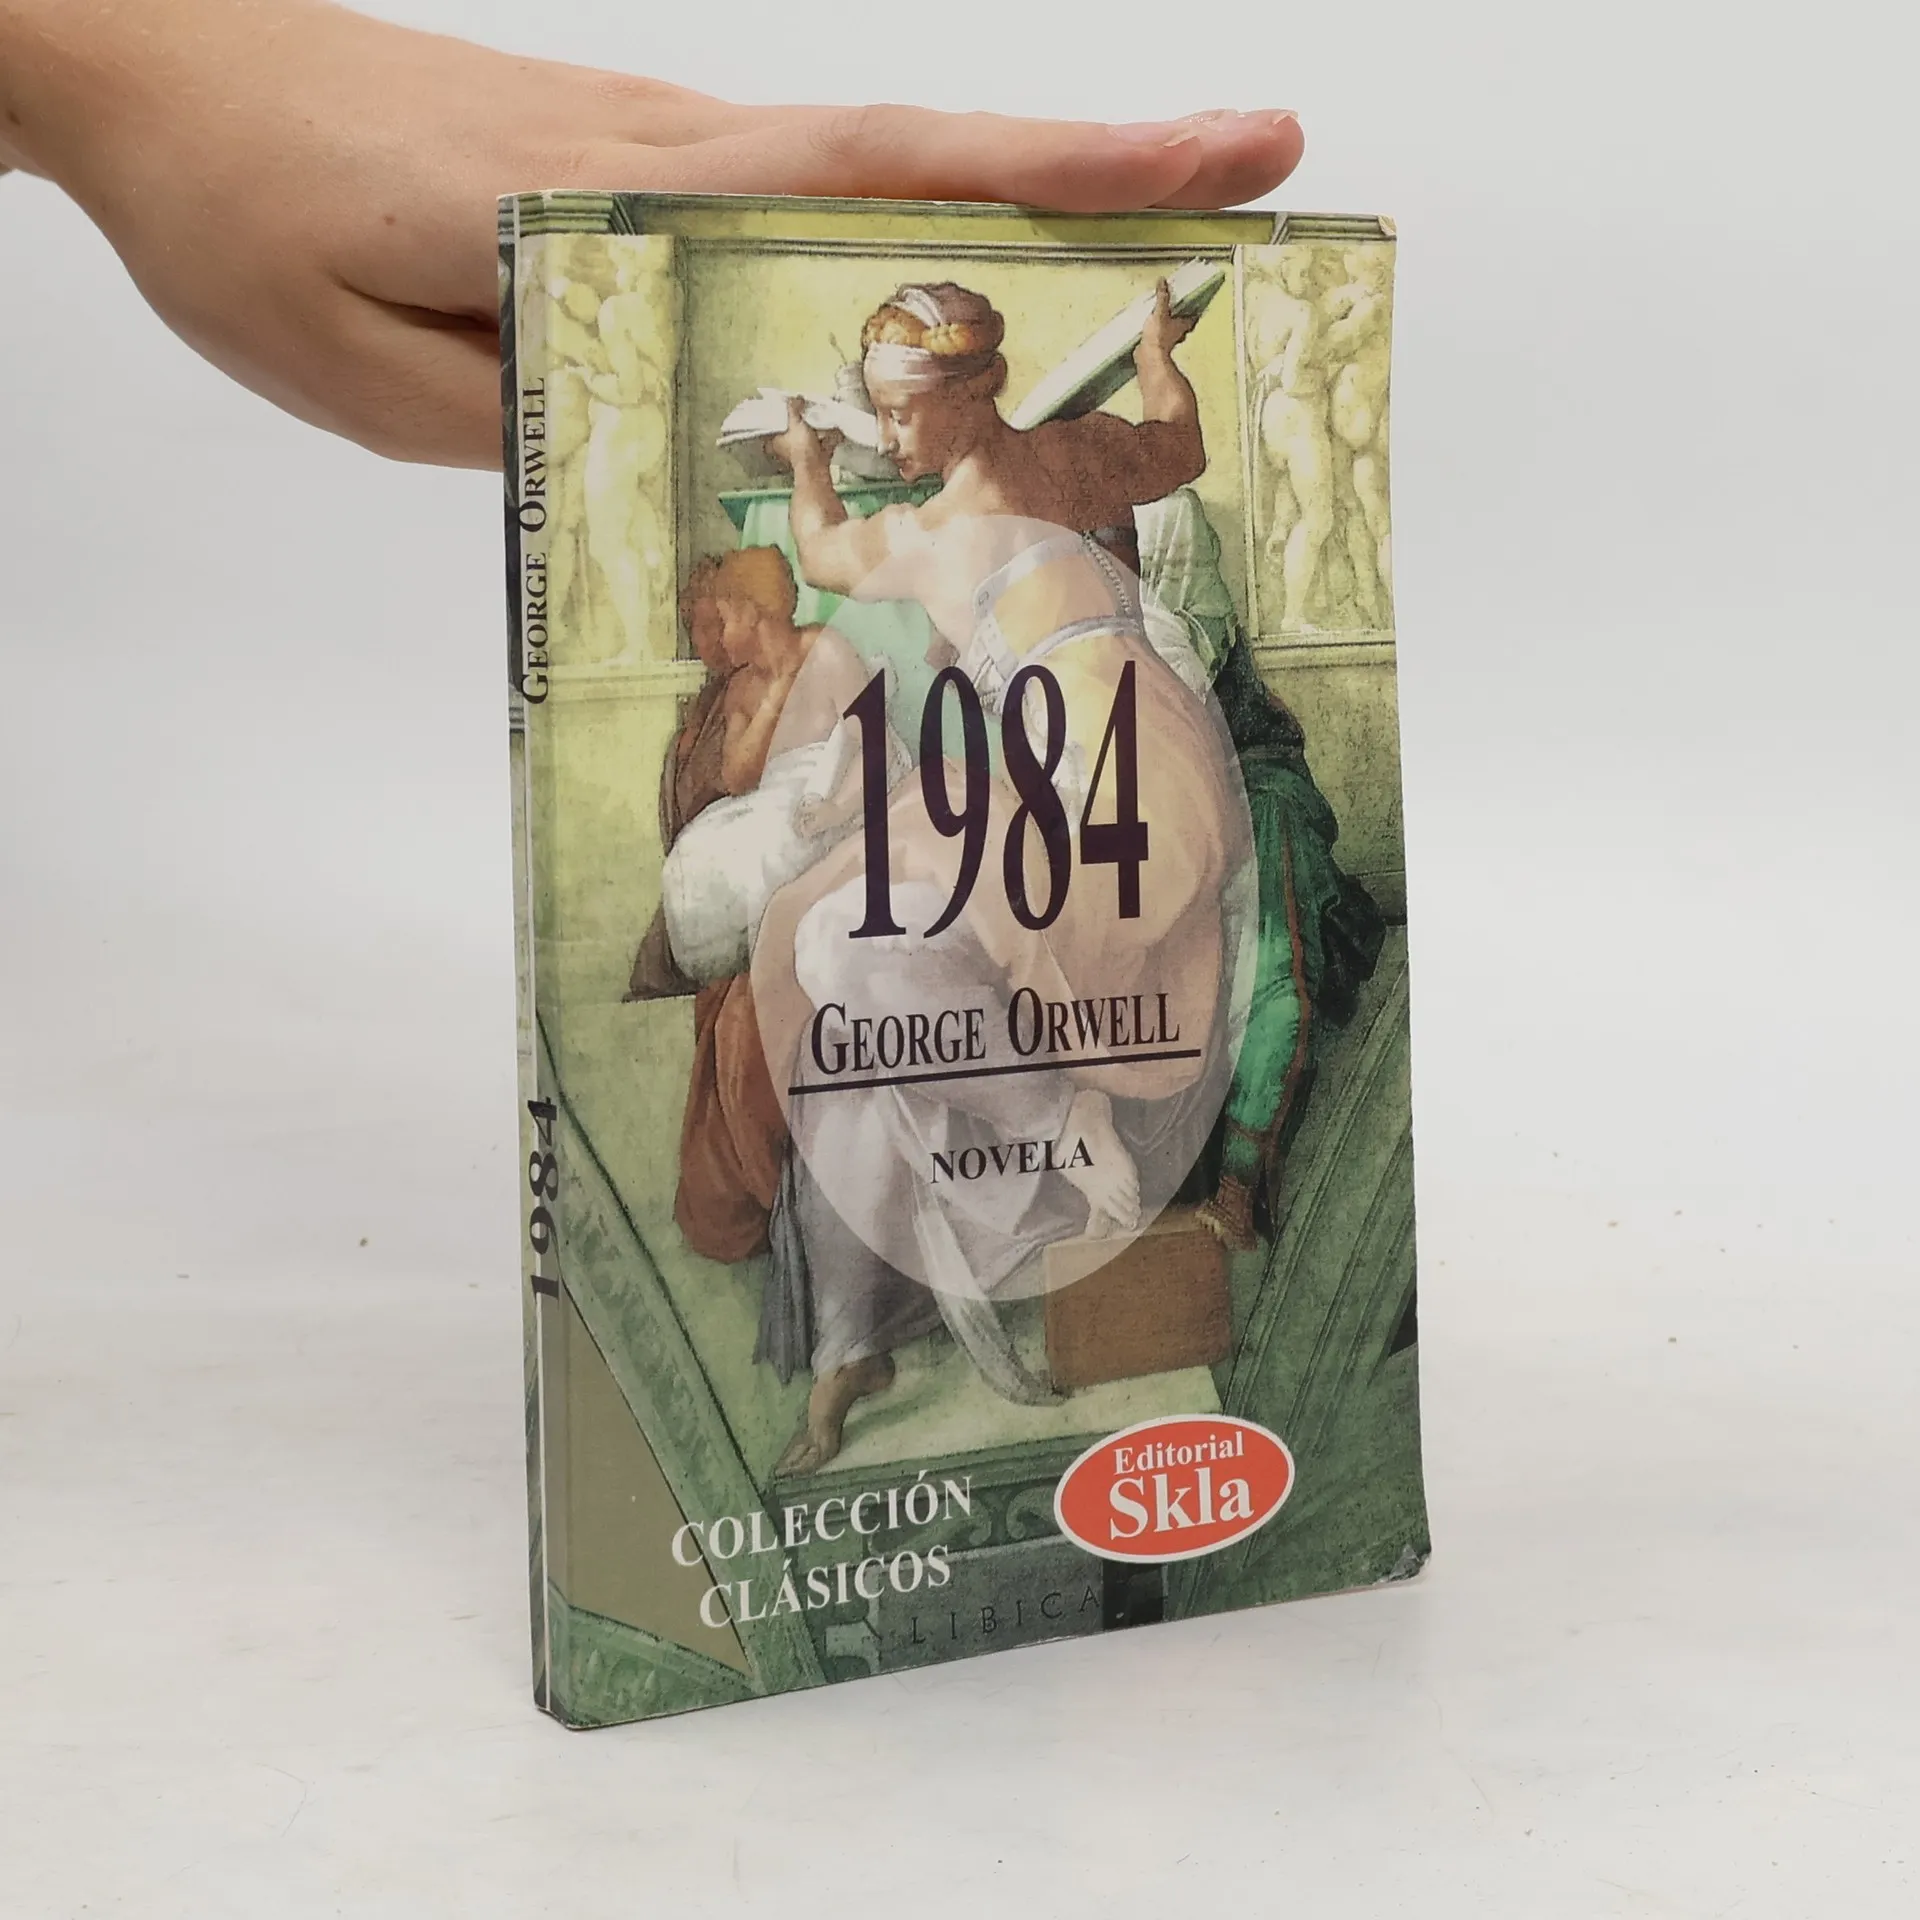 GEORGE ORWELL
1984
1984
GEORGE ORWELL
NOVELA
COLECCIÓN
CLÁSICOS
Editorial
Skla
LIBICA